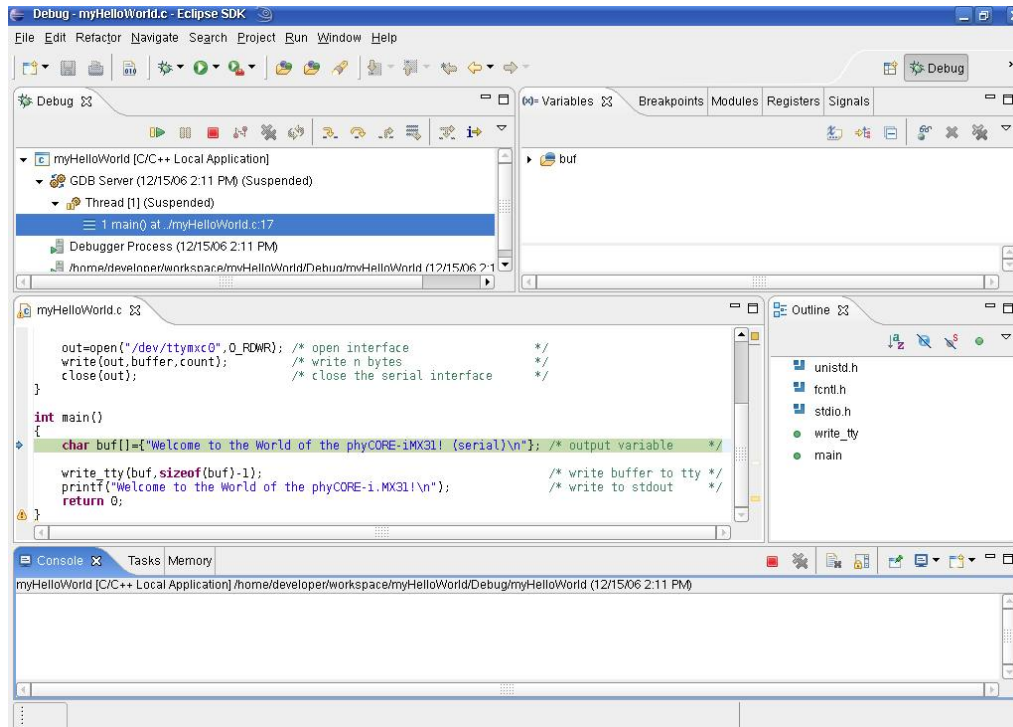 Debug - myHelloWorld.c - Eclipse SDK
File Edit Refactor Navigate Search Project Run Window Help
Debug
Debug
myHelloWorld [C/C++ Local Application]
GDB Server (12/15/06 2:11 PM) (Suspended)
Thread [1] (Suspended)
1 main() at ../myHelloWorld.c:17
Debugger Process (12/15/06 2:11 PM)
/home/developer/workspace/myHelloWorld/Debug/myHelloWorld (12/15/06 2:1
(x)= Variables Breakpoints Modules Registers Signals
buf
myHelloWorld.c
out=open("/dev/ttymxc0",O_RDWR); /* open interface */
write(out,buffer,count); /* write n bytes */
close(out); /* close the serial interface */
}
int main()
{
char buf[]={"Welcome to the World of the phyCORE-iMX31! (serial)\n"}; /* output variable */
write_tty(buf,sizeof(buf)-1); /* write buffer to tty */
printf("Welcome to the World of the phyCORE-i.MX31!\n"); /* write to stdout */
return 0;
}
Outline
unistd.h
fcntl.h
stdio.h
write_tty
main
Console Tasks Memory
myHelloWorld [C/C++ Local Application] /home/developer/workspace/myHelloWorld/Debug/myHelloWorld (12/15/06 2:11 PM)